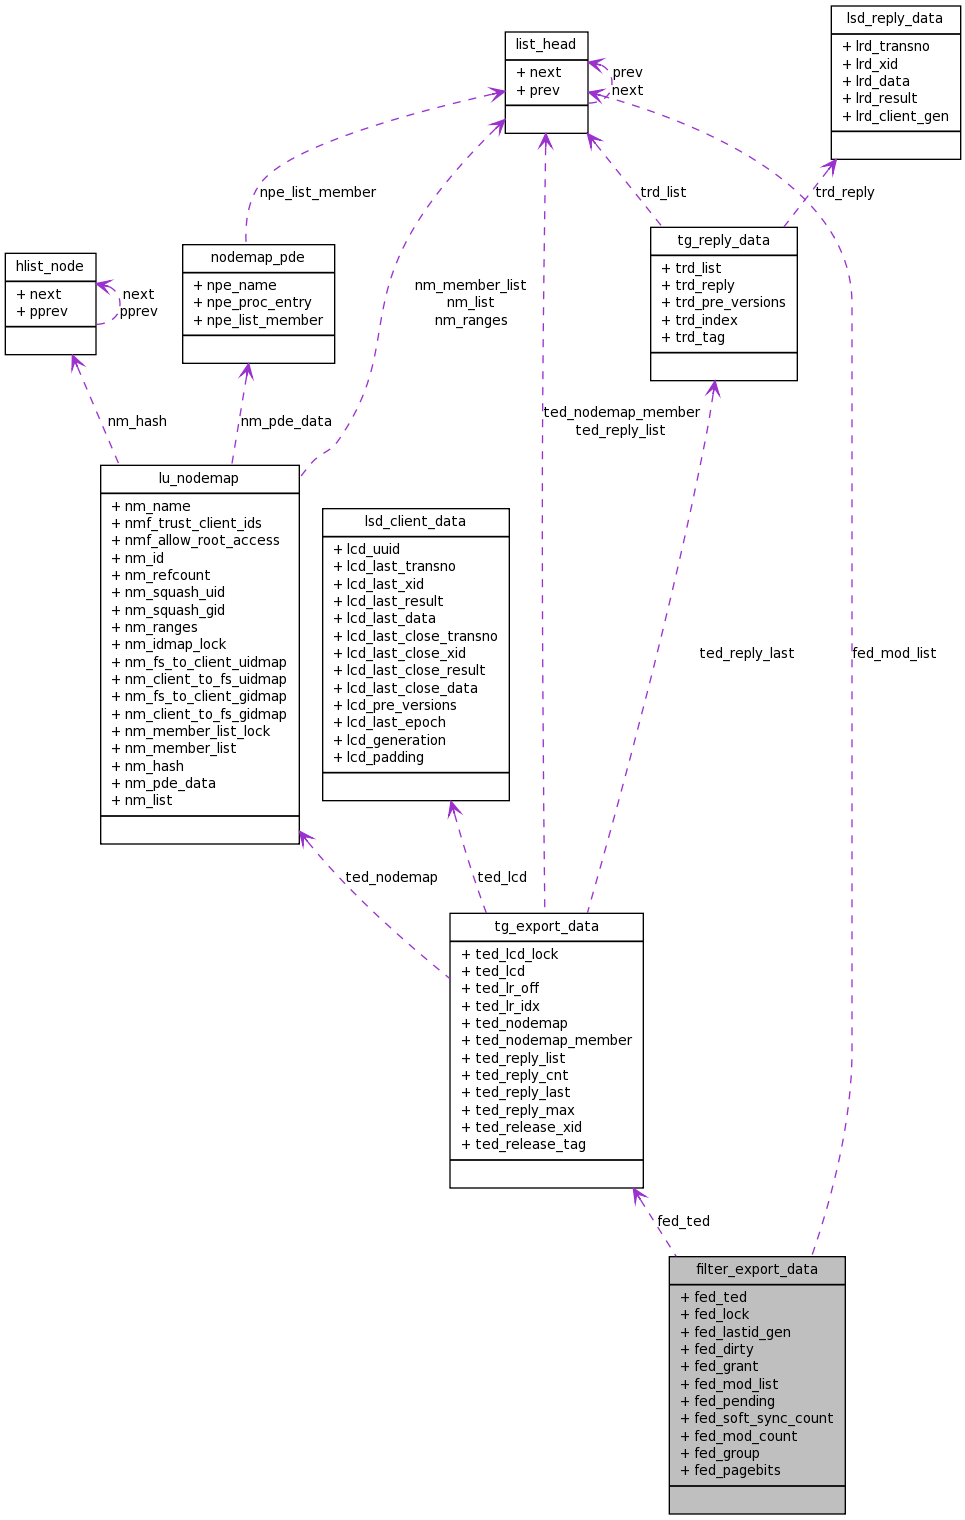 lsd_reply_data
+ lrd_transno
+ lrd_xid
+ lrd_data
+ lrd_result
+ lrd_client_gen
list_head
+ next
+ prev
prev
next
npe_list_member
trd_list
trd_reply
tg_reply_data
+ trd_list
+ trd_reply
+ trd_pre_versions
+ trd_index
+ trd_tag
nodemap_pde
+ npe_name
+ npe_proc_entry
+ npe_list_member
hlist_node
+ next
+ pprev
next
pprev
nm_member_list
nm_list
nm_ranges
nm_hash
nm_pde_data
ted_nodemap_member
ted_reply_list
lu_nodemap
+ nm_name
+ nmf_trust_client_ids
+ nmf_allow_root_access
+ nm_id
+ nm_refcount
+ nm_squash_uid
+ nm_squash_gid
+ nm_ranges
+ nm_idmap_lock
+ nm_fs_to_client_uidmap
+ nm_client_to_fs_uidmap
+ nm_fs_to_client_gidmap
+ nm_client_to_fs_gidmap
+ nm_member_list_lock
+ nm_member_list
+ nm_hash
+ nm_pde_data
+ nm_list
lsd_client_data
+ lcd_uuid
+ lcd_last_transno
+ lcd_last_xid
+ lcd_last_result
+ lcd_last_data
+ lcd_last_close_transno
+ lcd_last_close_xid
+ lcd_last_close_result
+ lcd_last_close_data
+ lcd_pre_versions
+ lcd_last_epoch
+ lcd_generation
+ lcd_padding
ted_reply_last
fed_mod_list
ted_nodemap
ted_lcd
tg_export_data
+ ted_lcd_lock
+ ted_lcd
+ ted_lr_off
+ ted_lr_idx
+ ted_nodemap
+ ted_nodemap_member
+ ted_reply_list
+ ted_reply_cnt
+ ted_reply_last
+ ted_reply_max
+ ted_release_xid
+ ted_release_tag
fed_ted
filter_export_data
+ fed_ted
+ fed_lock
+ fed_lastid_gen
+ fed_dirty
+ fed_grant
+ fed_mod_list
+ fed_pending
+ fed_soft_sync_count
+ fed_mod_count
+ fed_group
+ fed_pagebits